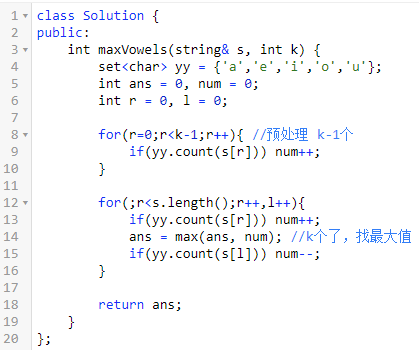 1 class Solution {
2 public:
3     int maxVowels(string& s, int k) {
4         set<char> yy = {'a','e','i','o','u'};
5         int ans = 0, num = 0;
6         int r = 0, l = 0;
7
8         for(r=0;r<k-1;r++){ //预处理 k-1个
9             if(yy.count(s[r])) num++;
10         }
11
12         for(;r<s.length();r++,l++){
13             if(yy.count(s[r])) num++;
14             ans = max(ans, num); //k个了，找最大值
15             if(yy.count(s[l])) num--;
16         }
17
18         return ans;
19     }
20 };